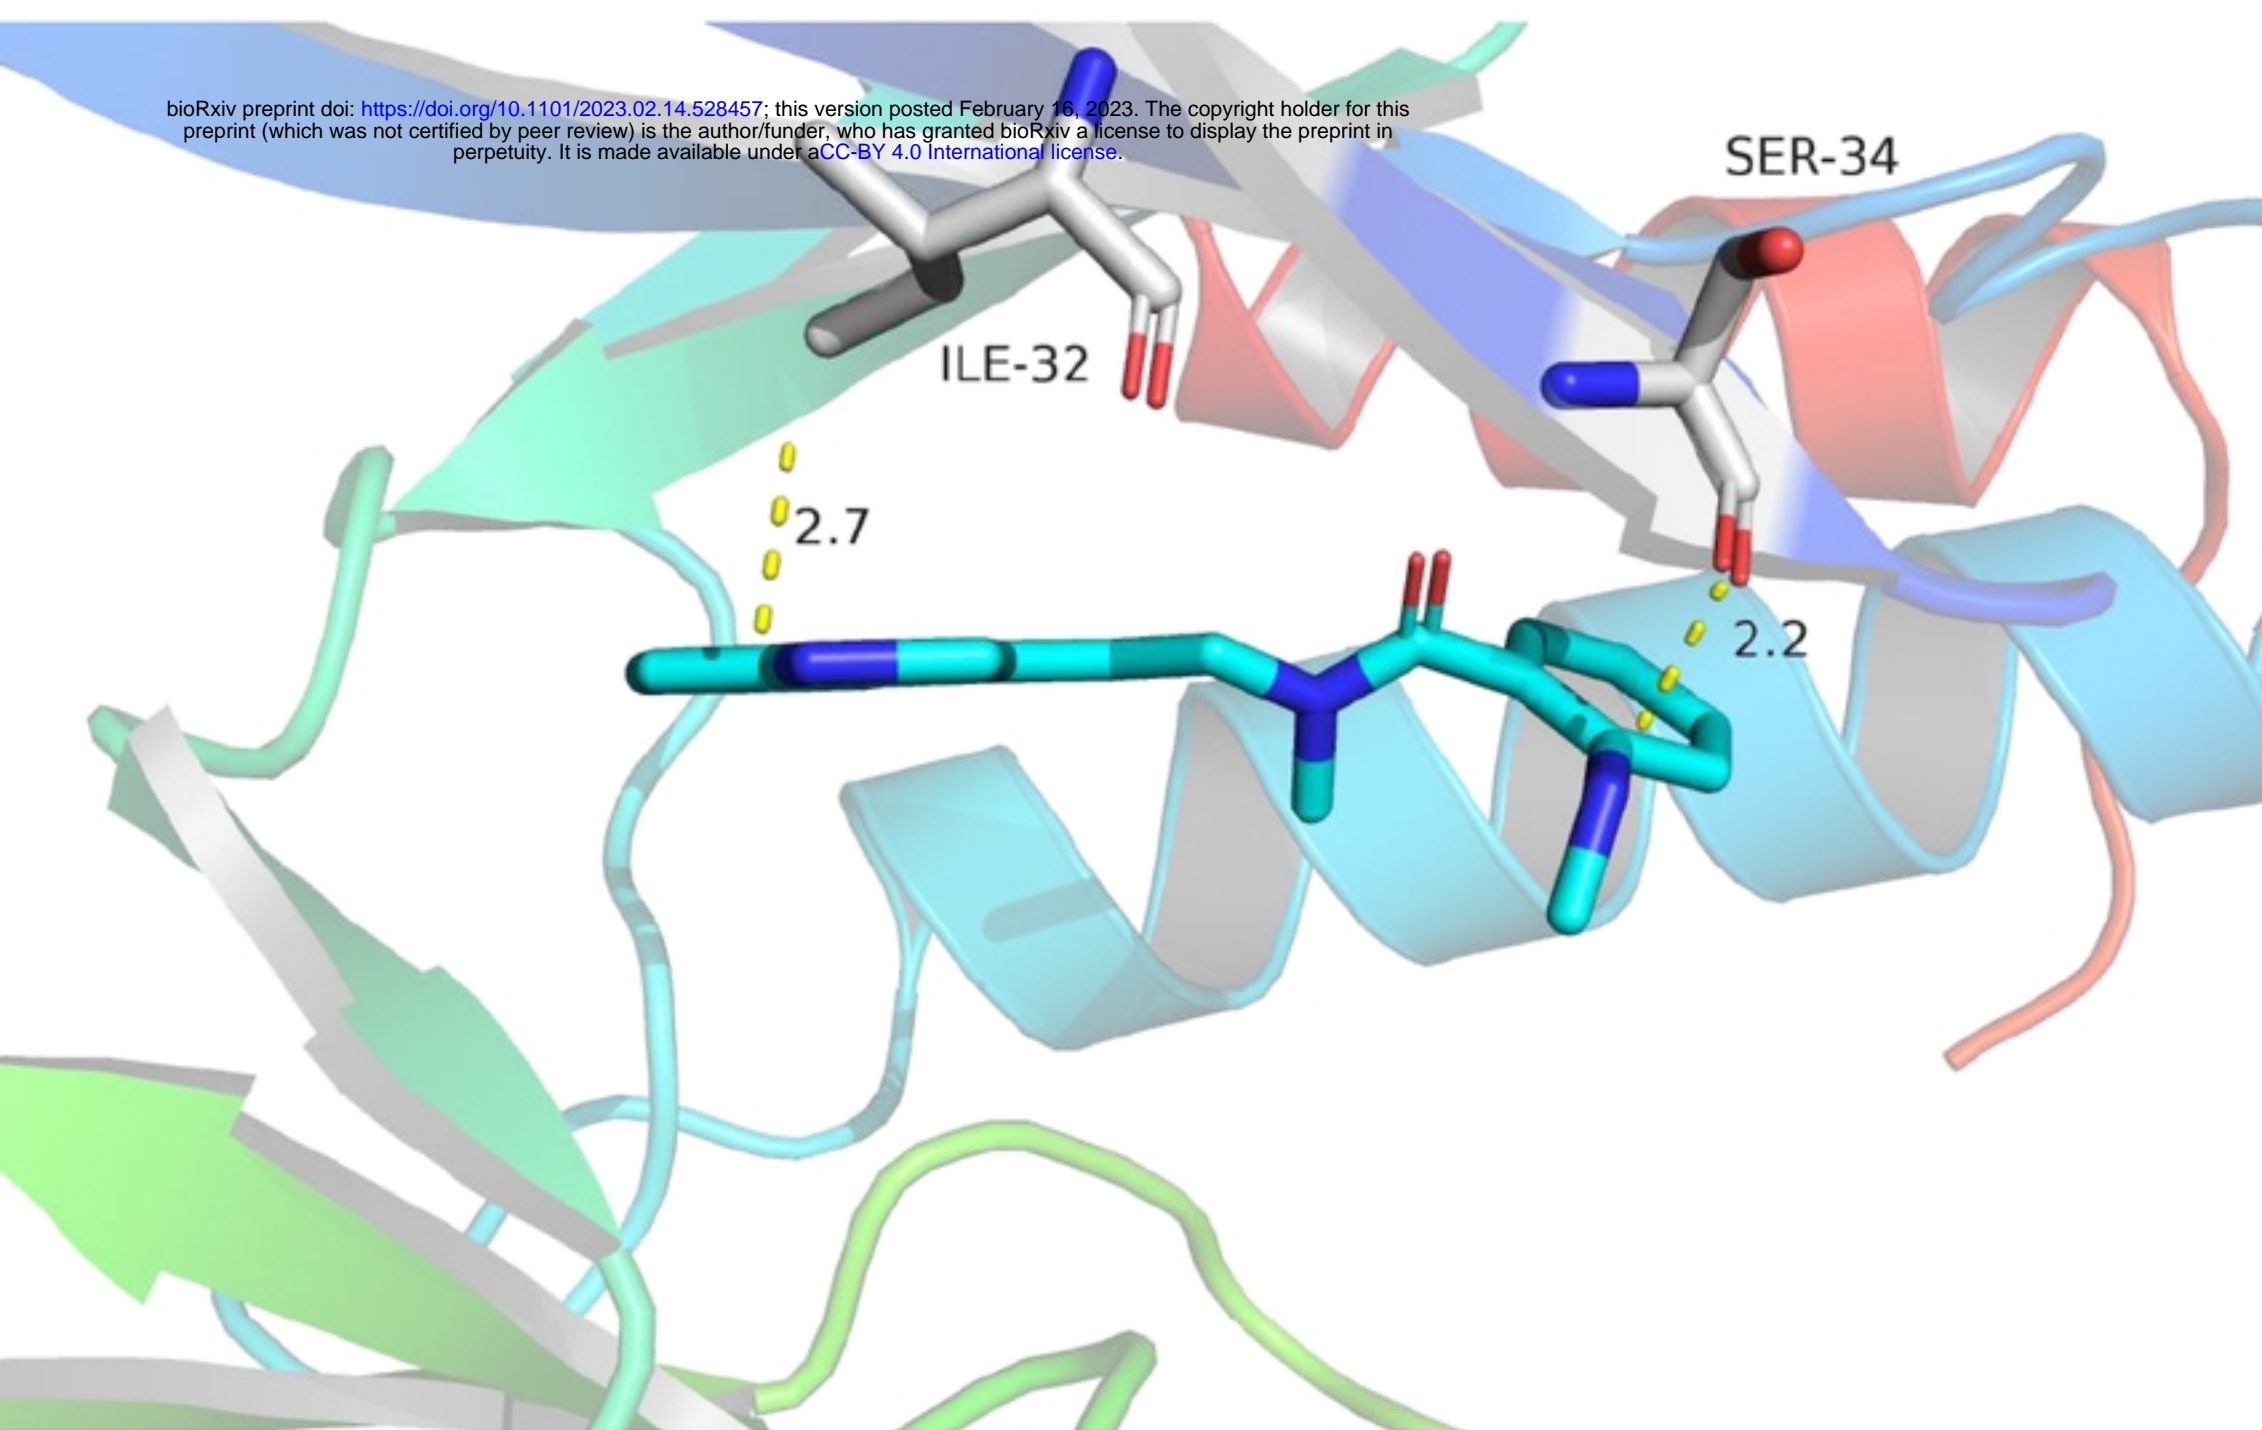 bioRxiv preprint doi: https://doi.org/10.1101/2023.02.14.528457; this version posted February 16, 2023. The copyright holder for this
preprint (which was not certified by peer review) is the author/funder, who has granted bioRxiv a license to display the preprint in
perpetuity. It is made available under aCC-BY 4.0 International license.
SER-34
ILE-32
2.7
2.2